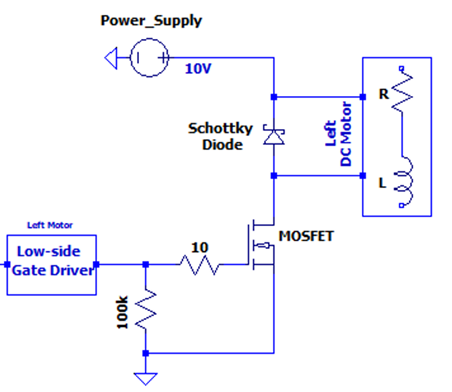 Power_Supply
10V
Schottky
Diode
Left
DC Motor
R
L
MOSFET
Left Motor
Low-side
Gate Driver
10
100k